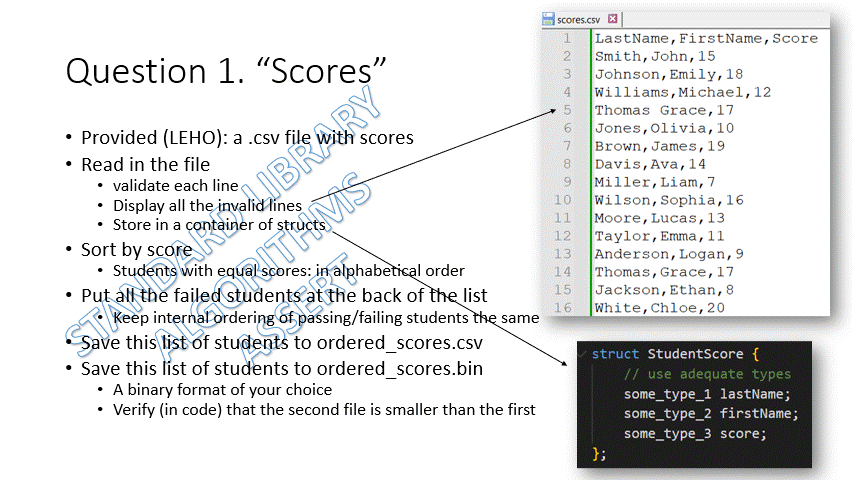 Question 1. “Scores”
• Provided (LEHO): a .csv file with scores
• Read in the file
• validate each line
• Display all the invalid lines
• Store in a container of structs
• Sort by score
• Students with equal scores: in alphabetical order
• Put all the failed students at the back of the list
• Keep internal ordering of passing/failing students the same
• Save this list of students to ordered_scores.csv
• Save this list of students to ordered_scores.bin
• A binary format of your choice
• Verify (in code) that the second file is smaller than the first
STANDARD LIBRARY
ALGORITHMS
ASSERT
scores.csv
1 LastName,FirstName,Score
2 Smith,John,15
3 Johnson,Emily,18
4 Williams,Michael,12
5 Thomas Grace,17
6 Jones,Olivia,10
7 Brown,James,19
8 Davis,Ava,14
9 Miller,Liam,7
10 Wilson,Sophia,16
11 Moore,Lucas,13
12 Taylor,Emma,11
13 Anderson,Logan,9
14 Thomas,Grace,17
15 Jackson,Ethan,8
16 White,Chloe,20
struct StudentScore {
// use adequate types
some_type_1 lastName;
some_type_2 firstName;
some_type_3 score;
};